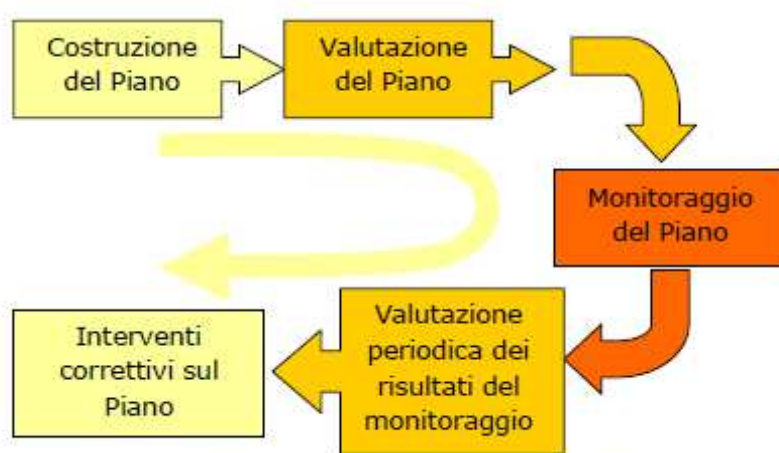 Costruzione
del Piano
Valutazione
del Piano
Monitoraggio
del Piano
Valutazione
periodica dei
risultati del
monitoraggio
Interventi
correttivi sul
Piano